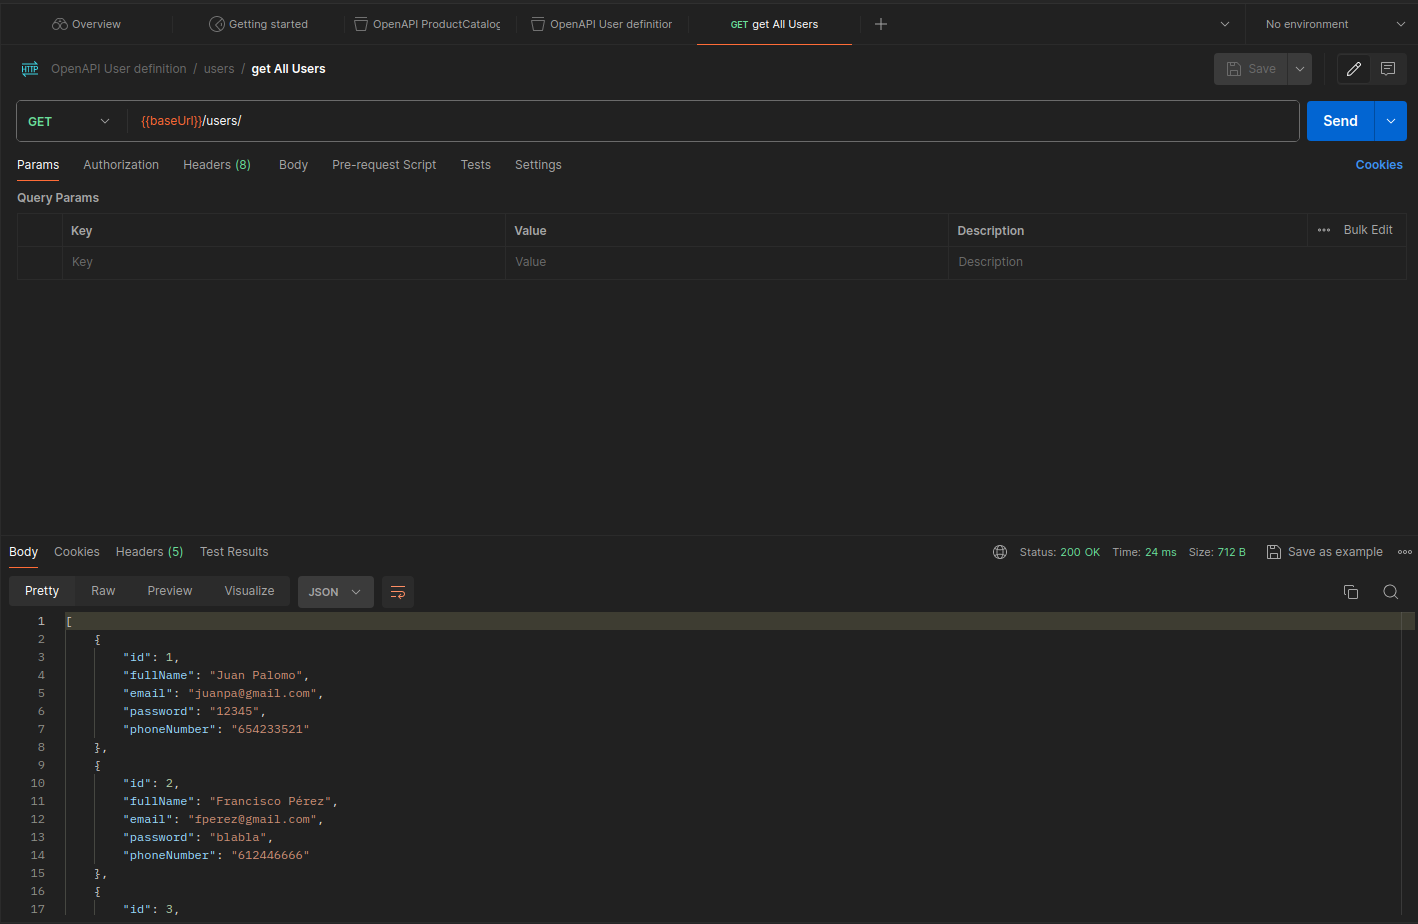 Overview
Getting started
OpenAPI ProductCatalog
OpenAPI User definition
GET get All Users
No environment
HTTP
OpenAPI User definition / users / get All Users
Save
GET
{{baseUrl}}/users/
Send
Params Authorization Headers (8) Body Pre-request Script Tests Settings
Cookies
Query Params
Key Value Description Bulk Edit
Key Value Description
Body Cookies Headers (5) Test Results
Status: 200 OK Time: 24 ms Size: 712 B Save as example
Pretty Raw Preview Visualize JSON
1 [
2 {
3 "id": 1,
4 "fullName": "Juan Palomo",
5 "email": "juanpa@gmail.com",
6 "password": "12345",
7 "phoneNumber": "654233521"
8 },
9 {
10 "id": 2,
11 "fullName": "Francisco Pérez",
12 "email": "fperez@gmail.com",
13 "password": "blabla",
14 "phoneNumber": "612446666"
15 },
16 {
17 "id": 3,